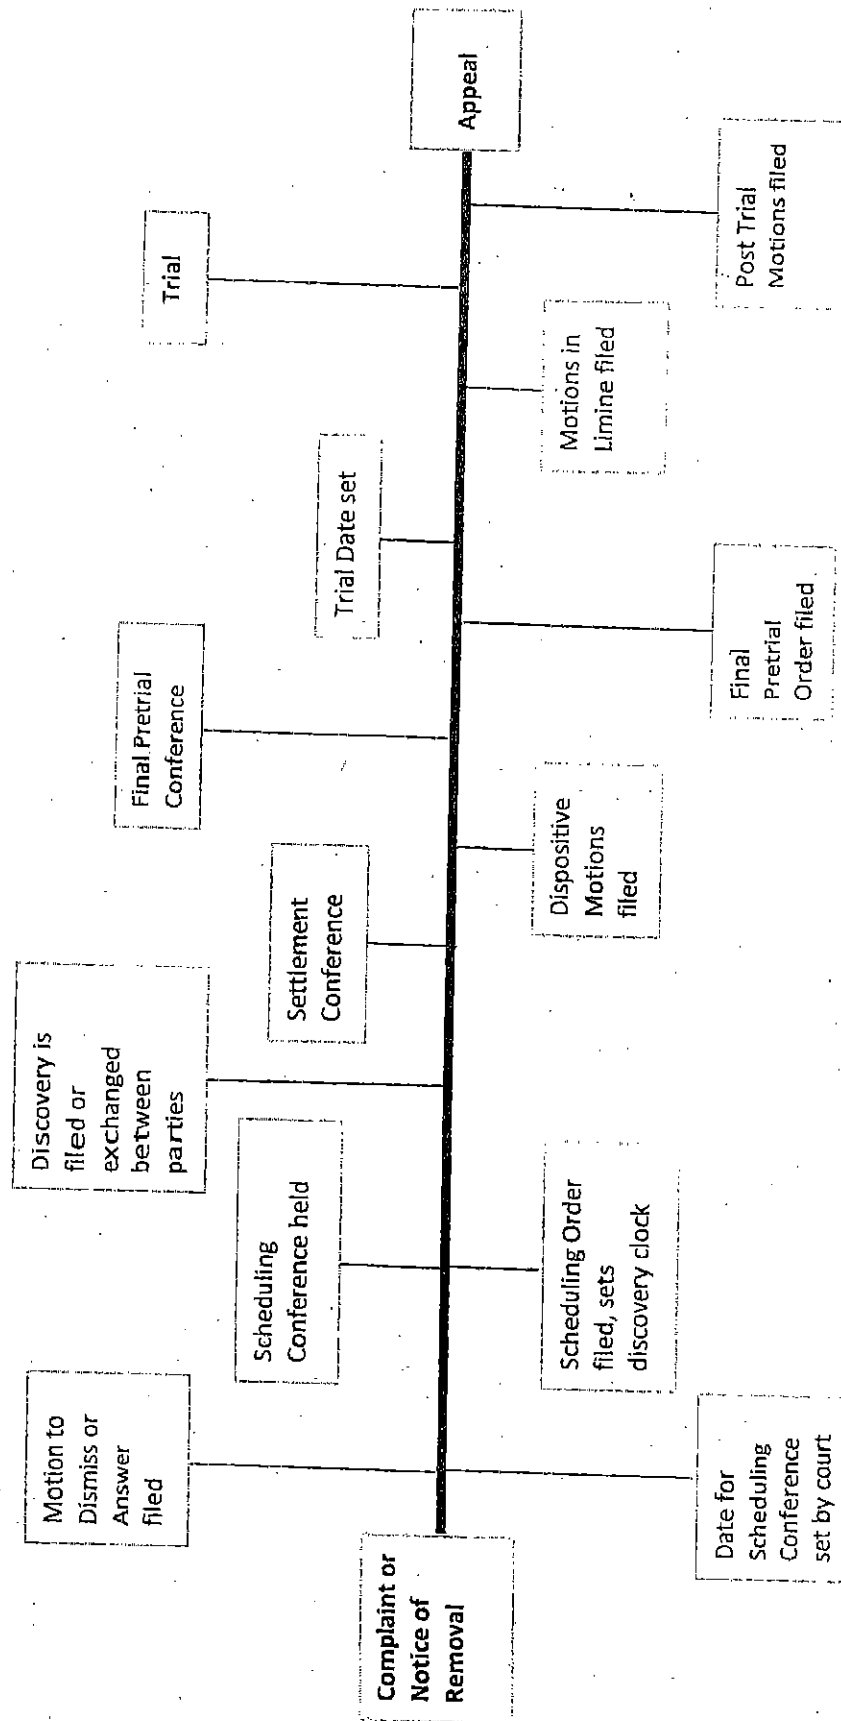 Complaint or
Notice of
Removal
Motion to
Dismiss or
Answer
filed
Date for
Scheduling
Conference
set by court
Scheduling
Conference held
Scheduling Order
filed, sets
discovery clock
Discovery is
filed or
exchanged
between
parties
Settlement
Conference
Dispositive
Motions
filed
Final Pretrial
Conference
Final
Pretrial
Order filed
Trial Date set
Motions in
Limine filed
Trial
Post Trial
Motions filed
Appeal